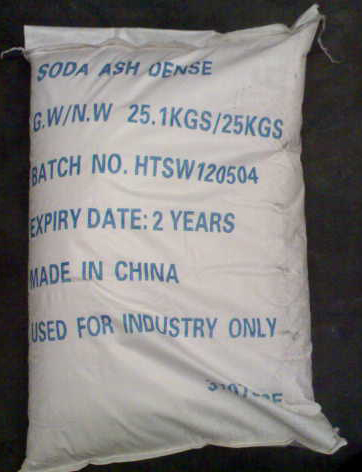 SODA ASH DENSE
G.W/N.W 25.1KGS/25KGS
BATCH NO. HTSW120504
EXPIRY DATE: 2 YEARS
MADE IN CHINA
USED FOR INDUSTRY ONLY